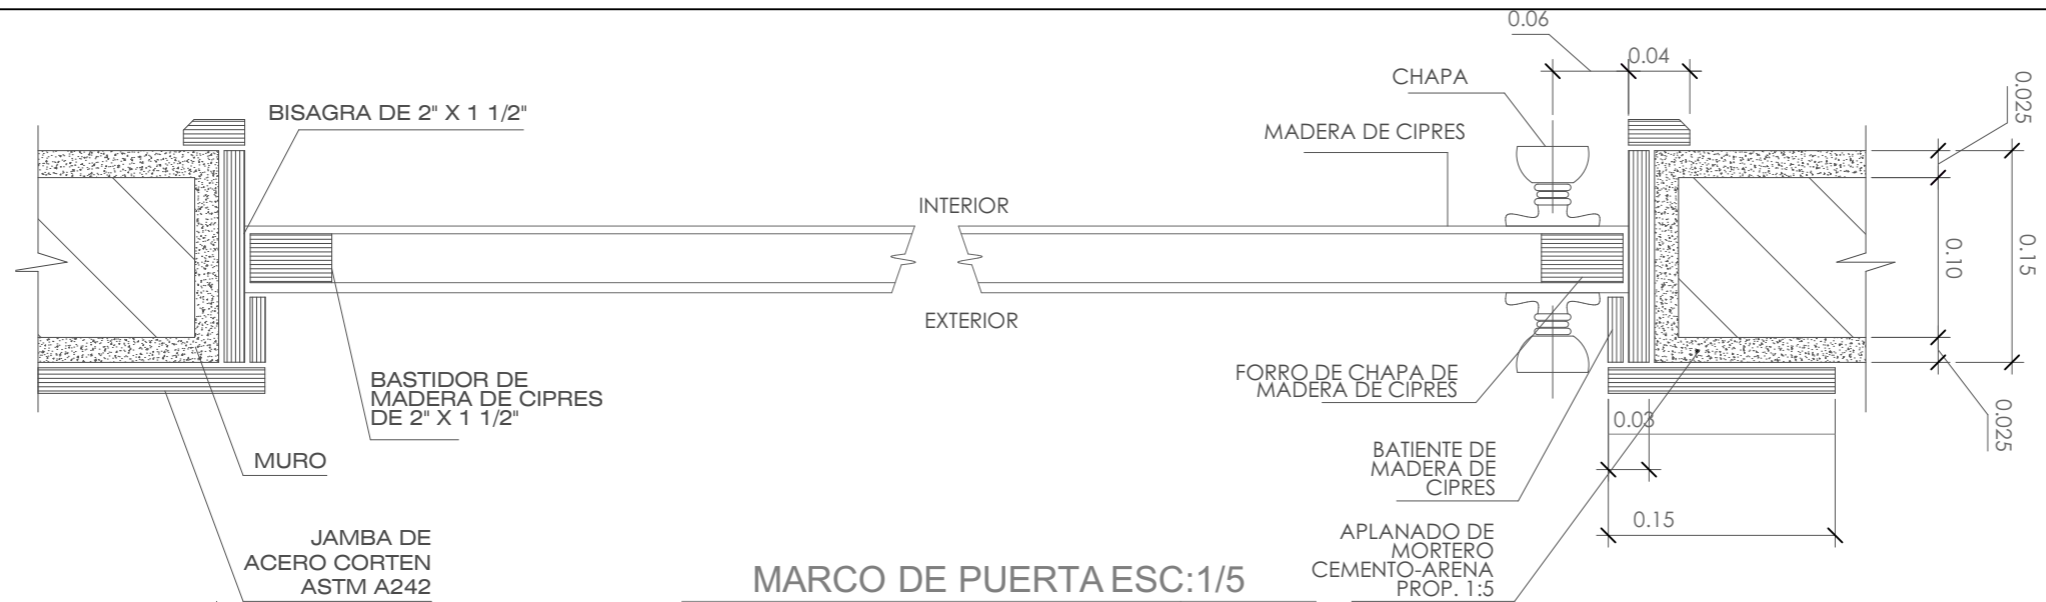 0.06
0.04
CHAPA
0.025
BISAGRA DE 2" X 1 1/2"
MADERA DE CIPRES
INTERIOR
0.10
0.15
EXTERIOR
BASTIDOR DE
MADERA DE CIPRES
DE 2" X 1 1/2"
FORRO DE CHAPA DE
MADERA DE CIPRES
0.03
0.025
MURO
BATIENTE DE
MADERA DE
CIPRES
0.15
JAMBA DE
ACERO CORTEN
ASTM A242
APLANADO DE
MORTERO
CEMENTO-ARENA
PROP. 1:5
MARCO DE PUERTA ESC:1/5